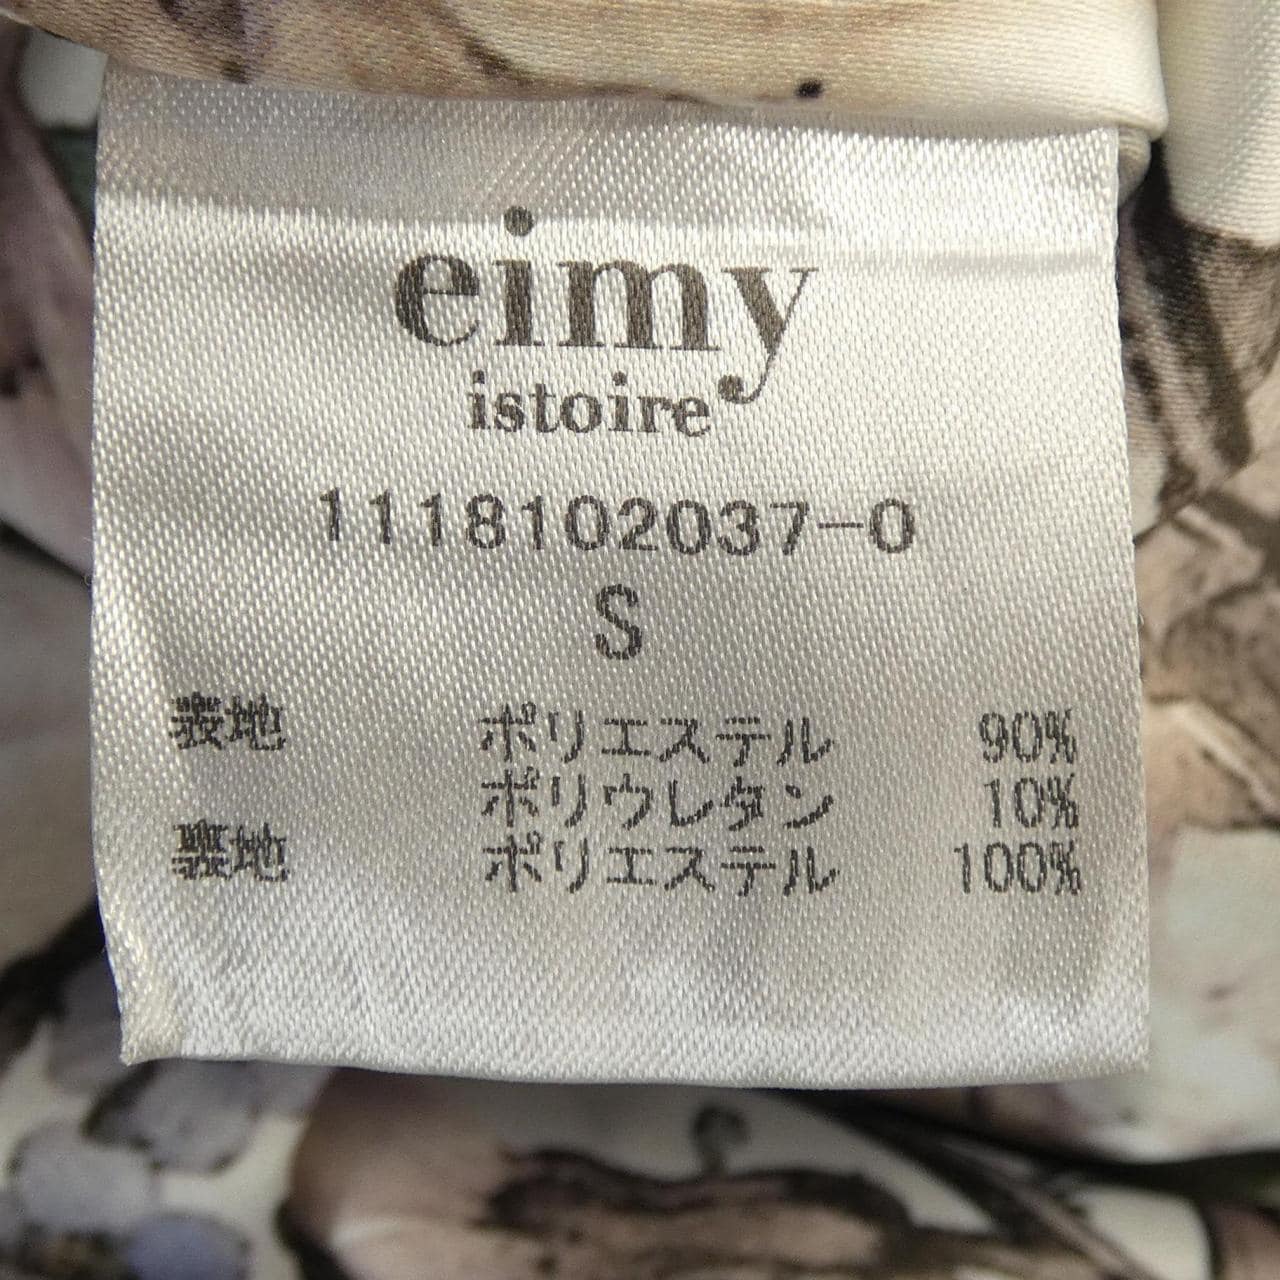 eimy
istoire
1118102037-0
S
表地 ポリエステル 90%
ポリウレタン 10%
裏地 ポリエステル 100%